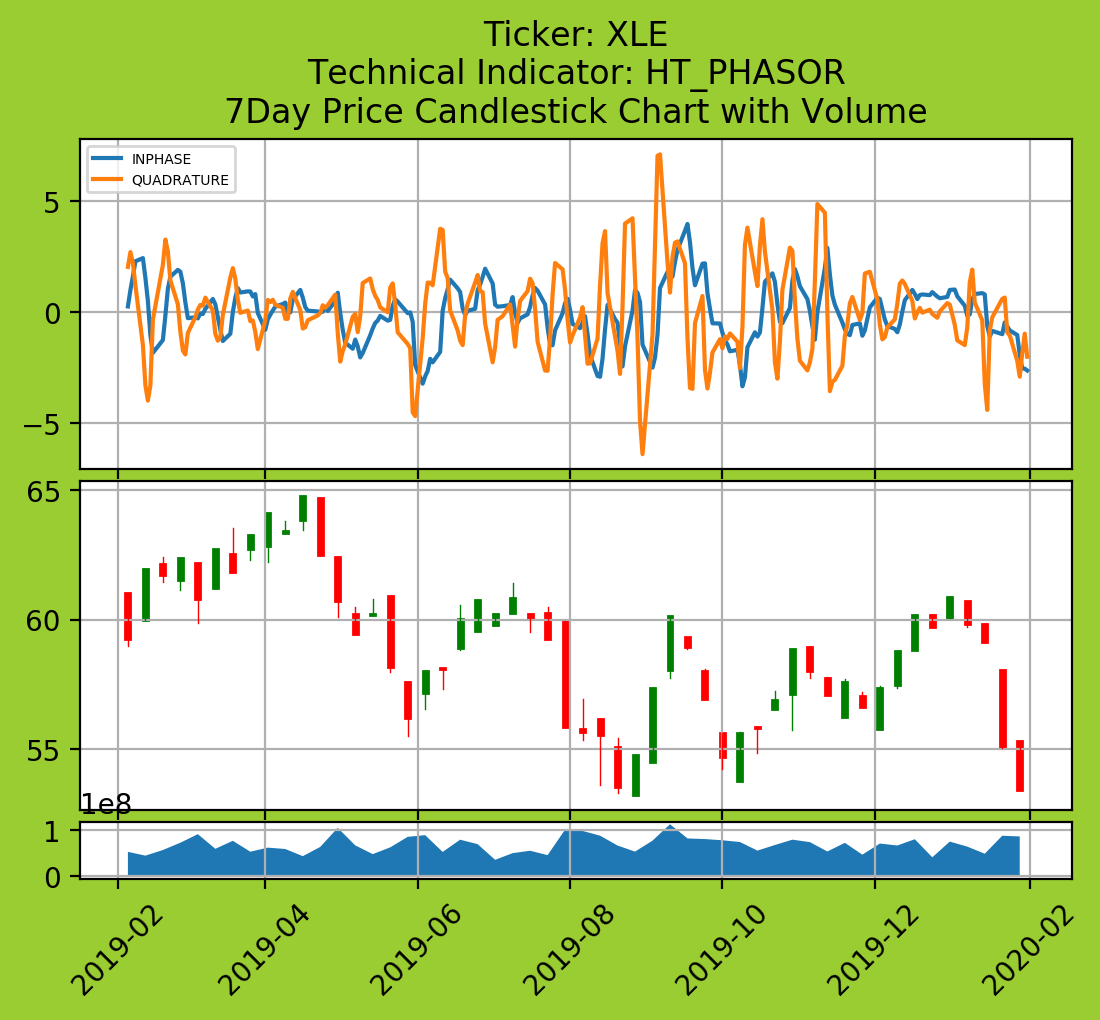 Ticker: XLE
Technical Indicator: HT_PHASOR
7Day Price Candlestick Chart with Volume
INPHASE
QUADRATURE
5
0
−5
65
60
55
1e8
1
0
2019-02
2019-04
2019-06
2019-08
2019-10
2019-12
2020-02